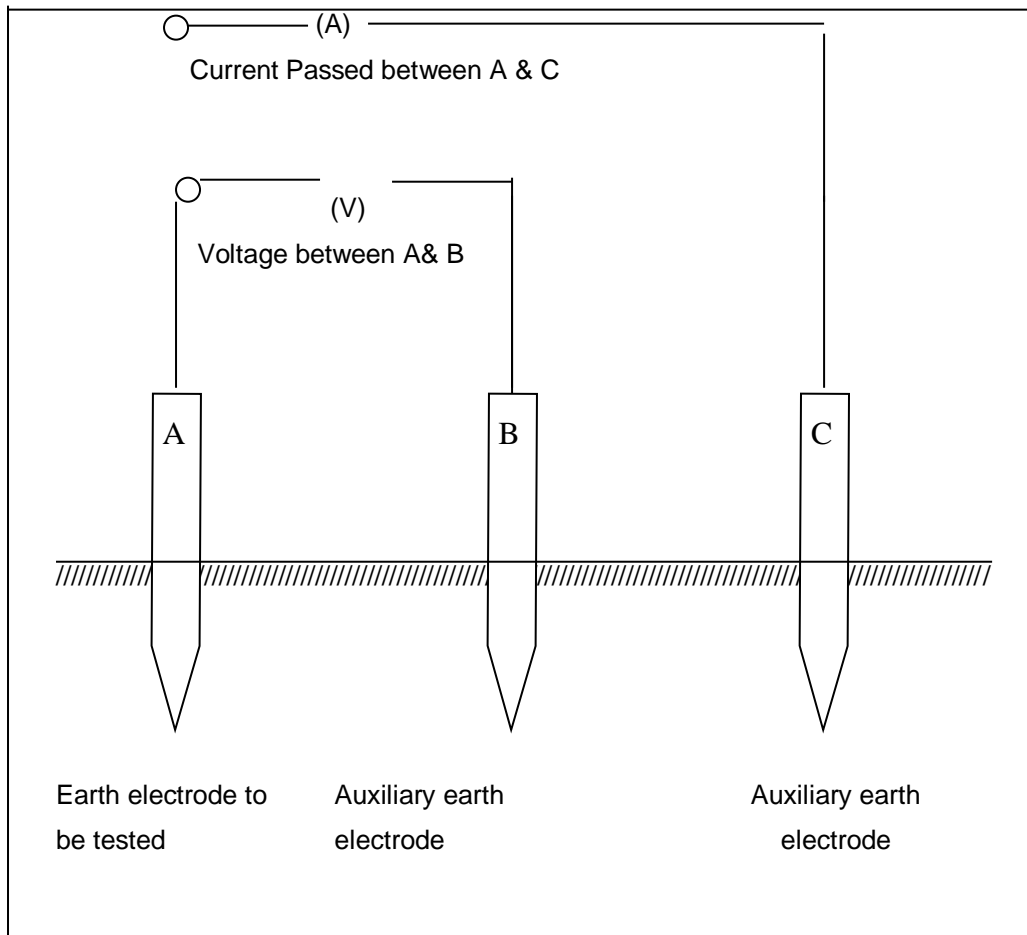 (A)
Current Passed between A & C
(V)
Voltage between A& B
A
B
C
Earth electrode to
be tested
Auxiliary earth
electrode
Auxiliary earth
electrode